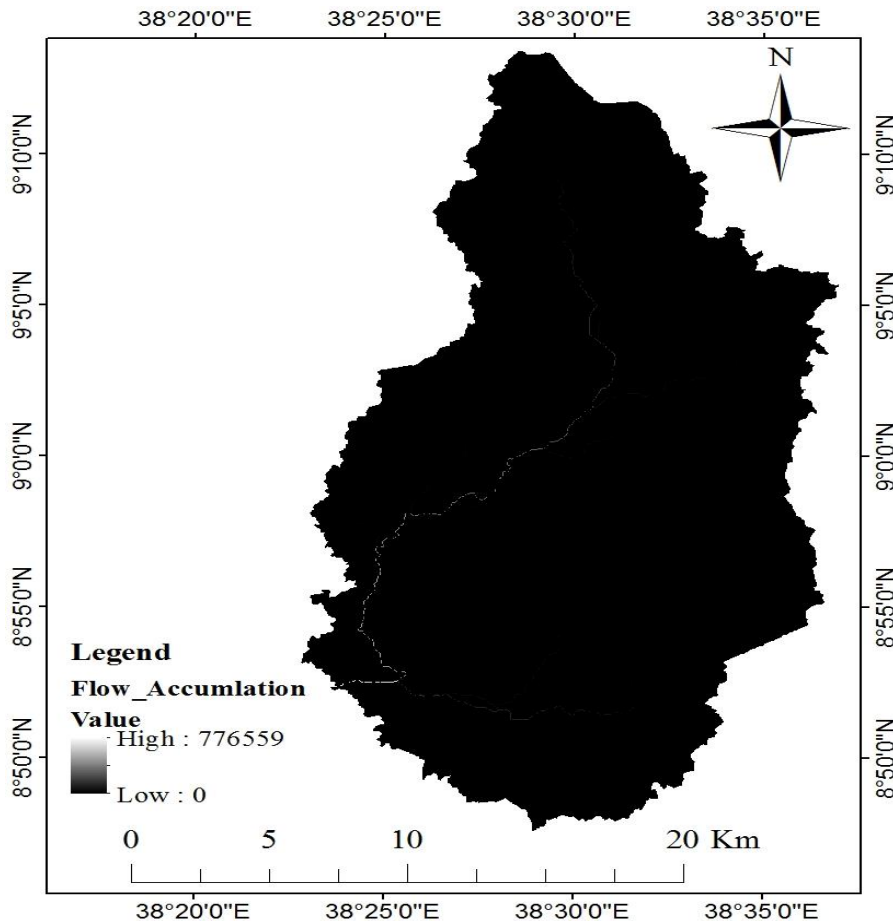 38°20'0"E 38°25'0"E 38°30'0"E 38°35'0"E
N
9°10'0"N 9°10'0"N
9°5'0"N 9°5'0"N
9°0'0"N 9°0'0"N
8°55'0"N 8°55'0"N
Legend
Flow_Accumlation
Value
High : 776559
8°50'0"N 8°50'0"N
Low : 0
0 5 10 20 Km
38°20'0"E 38°25'0"E 38°30'0"E 38°35'0"E